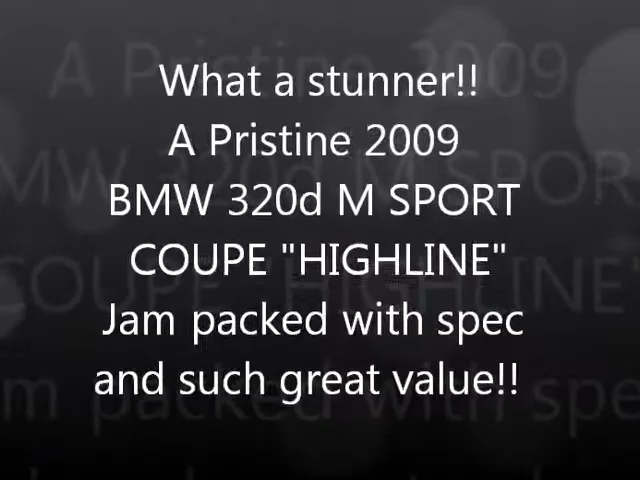 What a stunner!!
A Pristine 2009
BMW 320d M SPORT
COUPE "HIGHLINE"
Jam packed with spec
and such great value!!